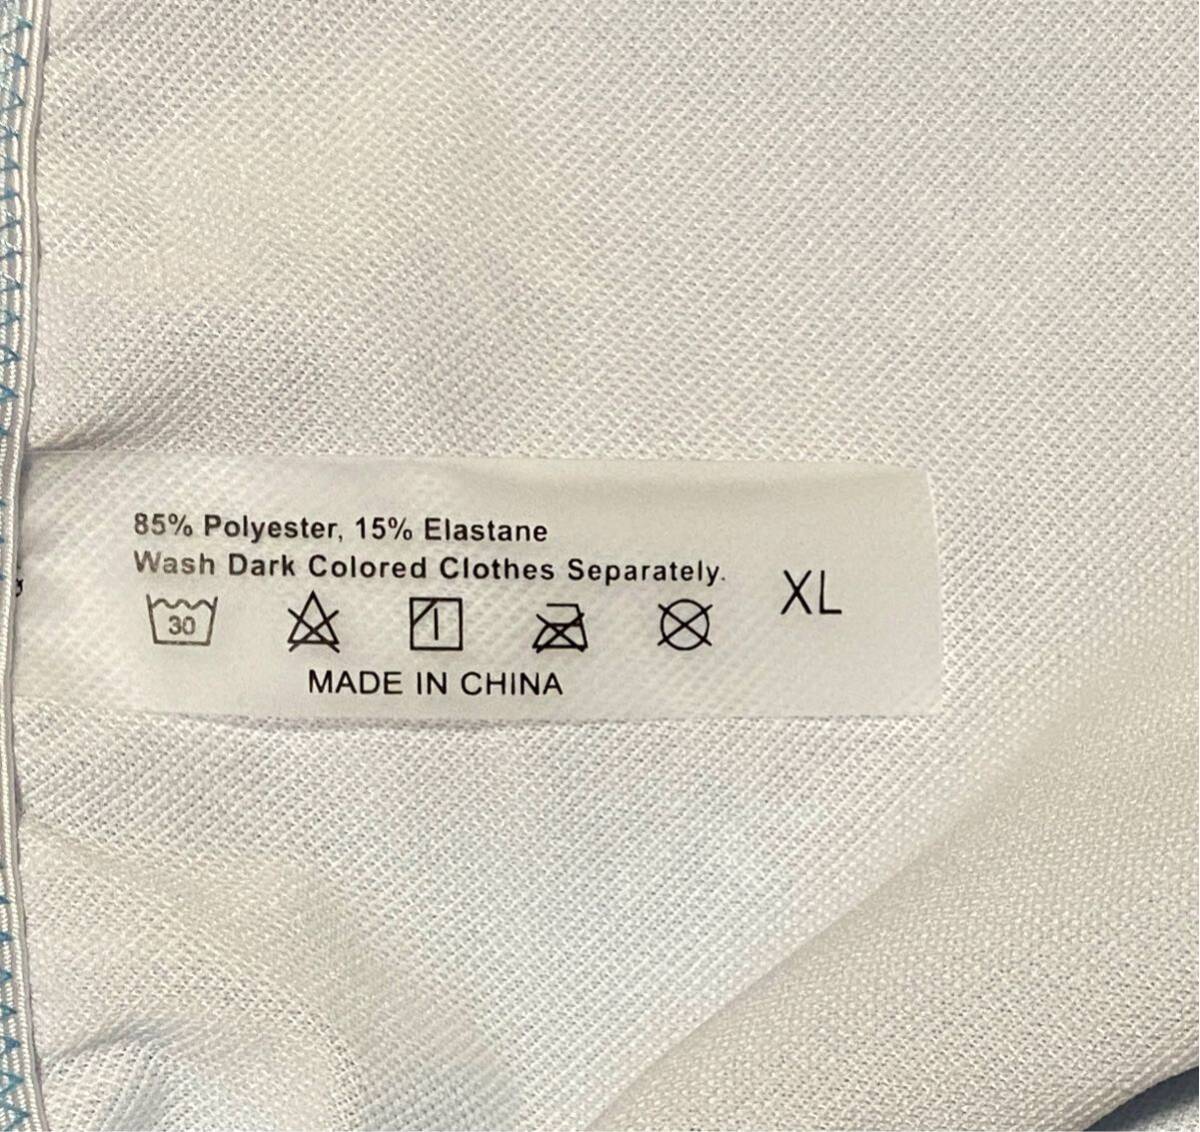 85% Polyester, 15% Elastane
Wash Dark Colored Clothes Separately.
XL
30
MADE IN CHINA